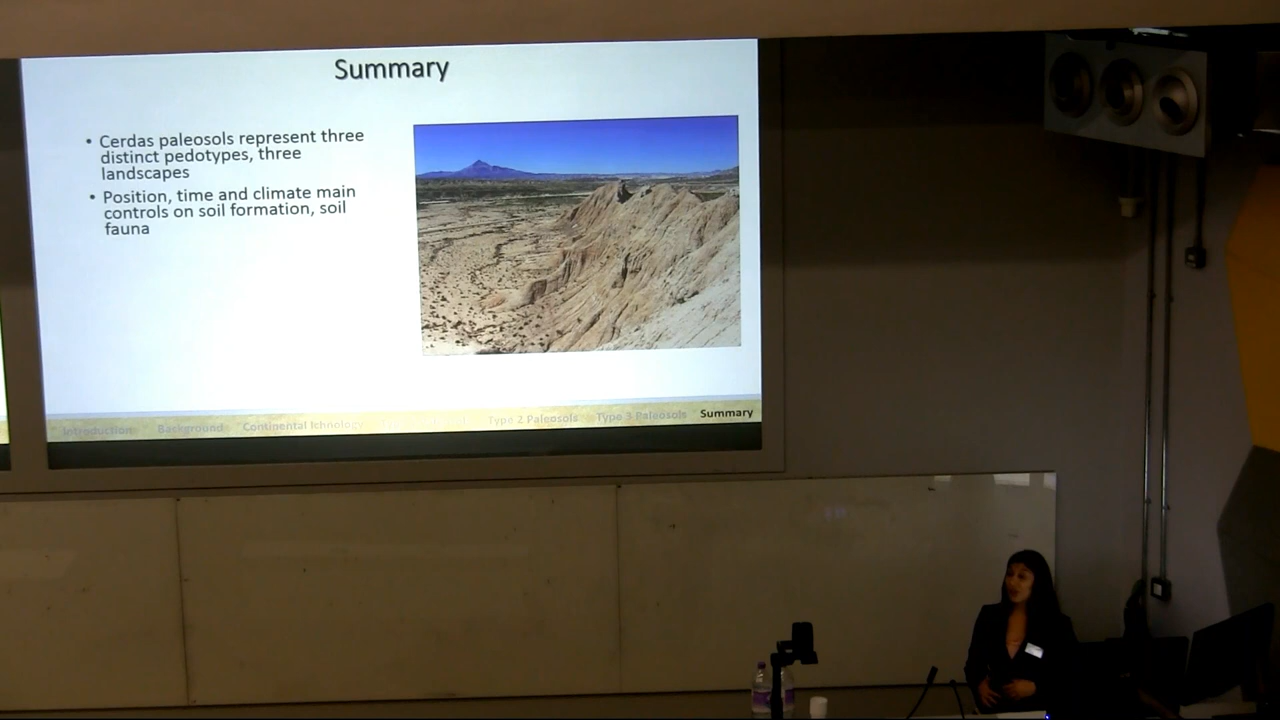 Summary
• Cerdas paleosols represent three
distinct pedotypes, three
landscapes
• Position, time and climate main
controls on soil formation, soil
fauna
Introduction Background Continental Ichnology Type 2 Paleosols Type 3 Paleosols Summary